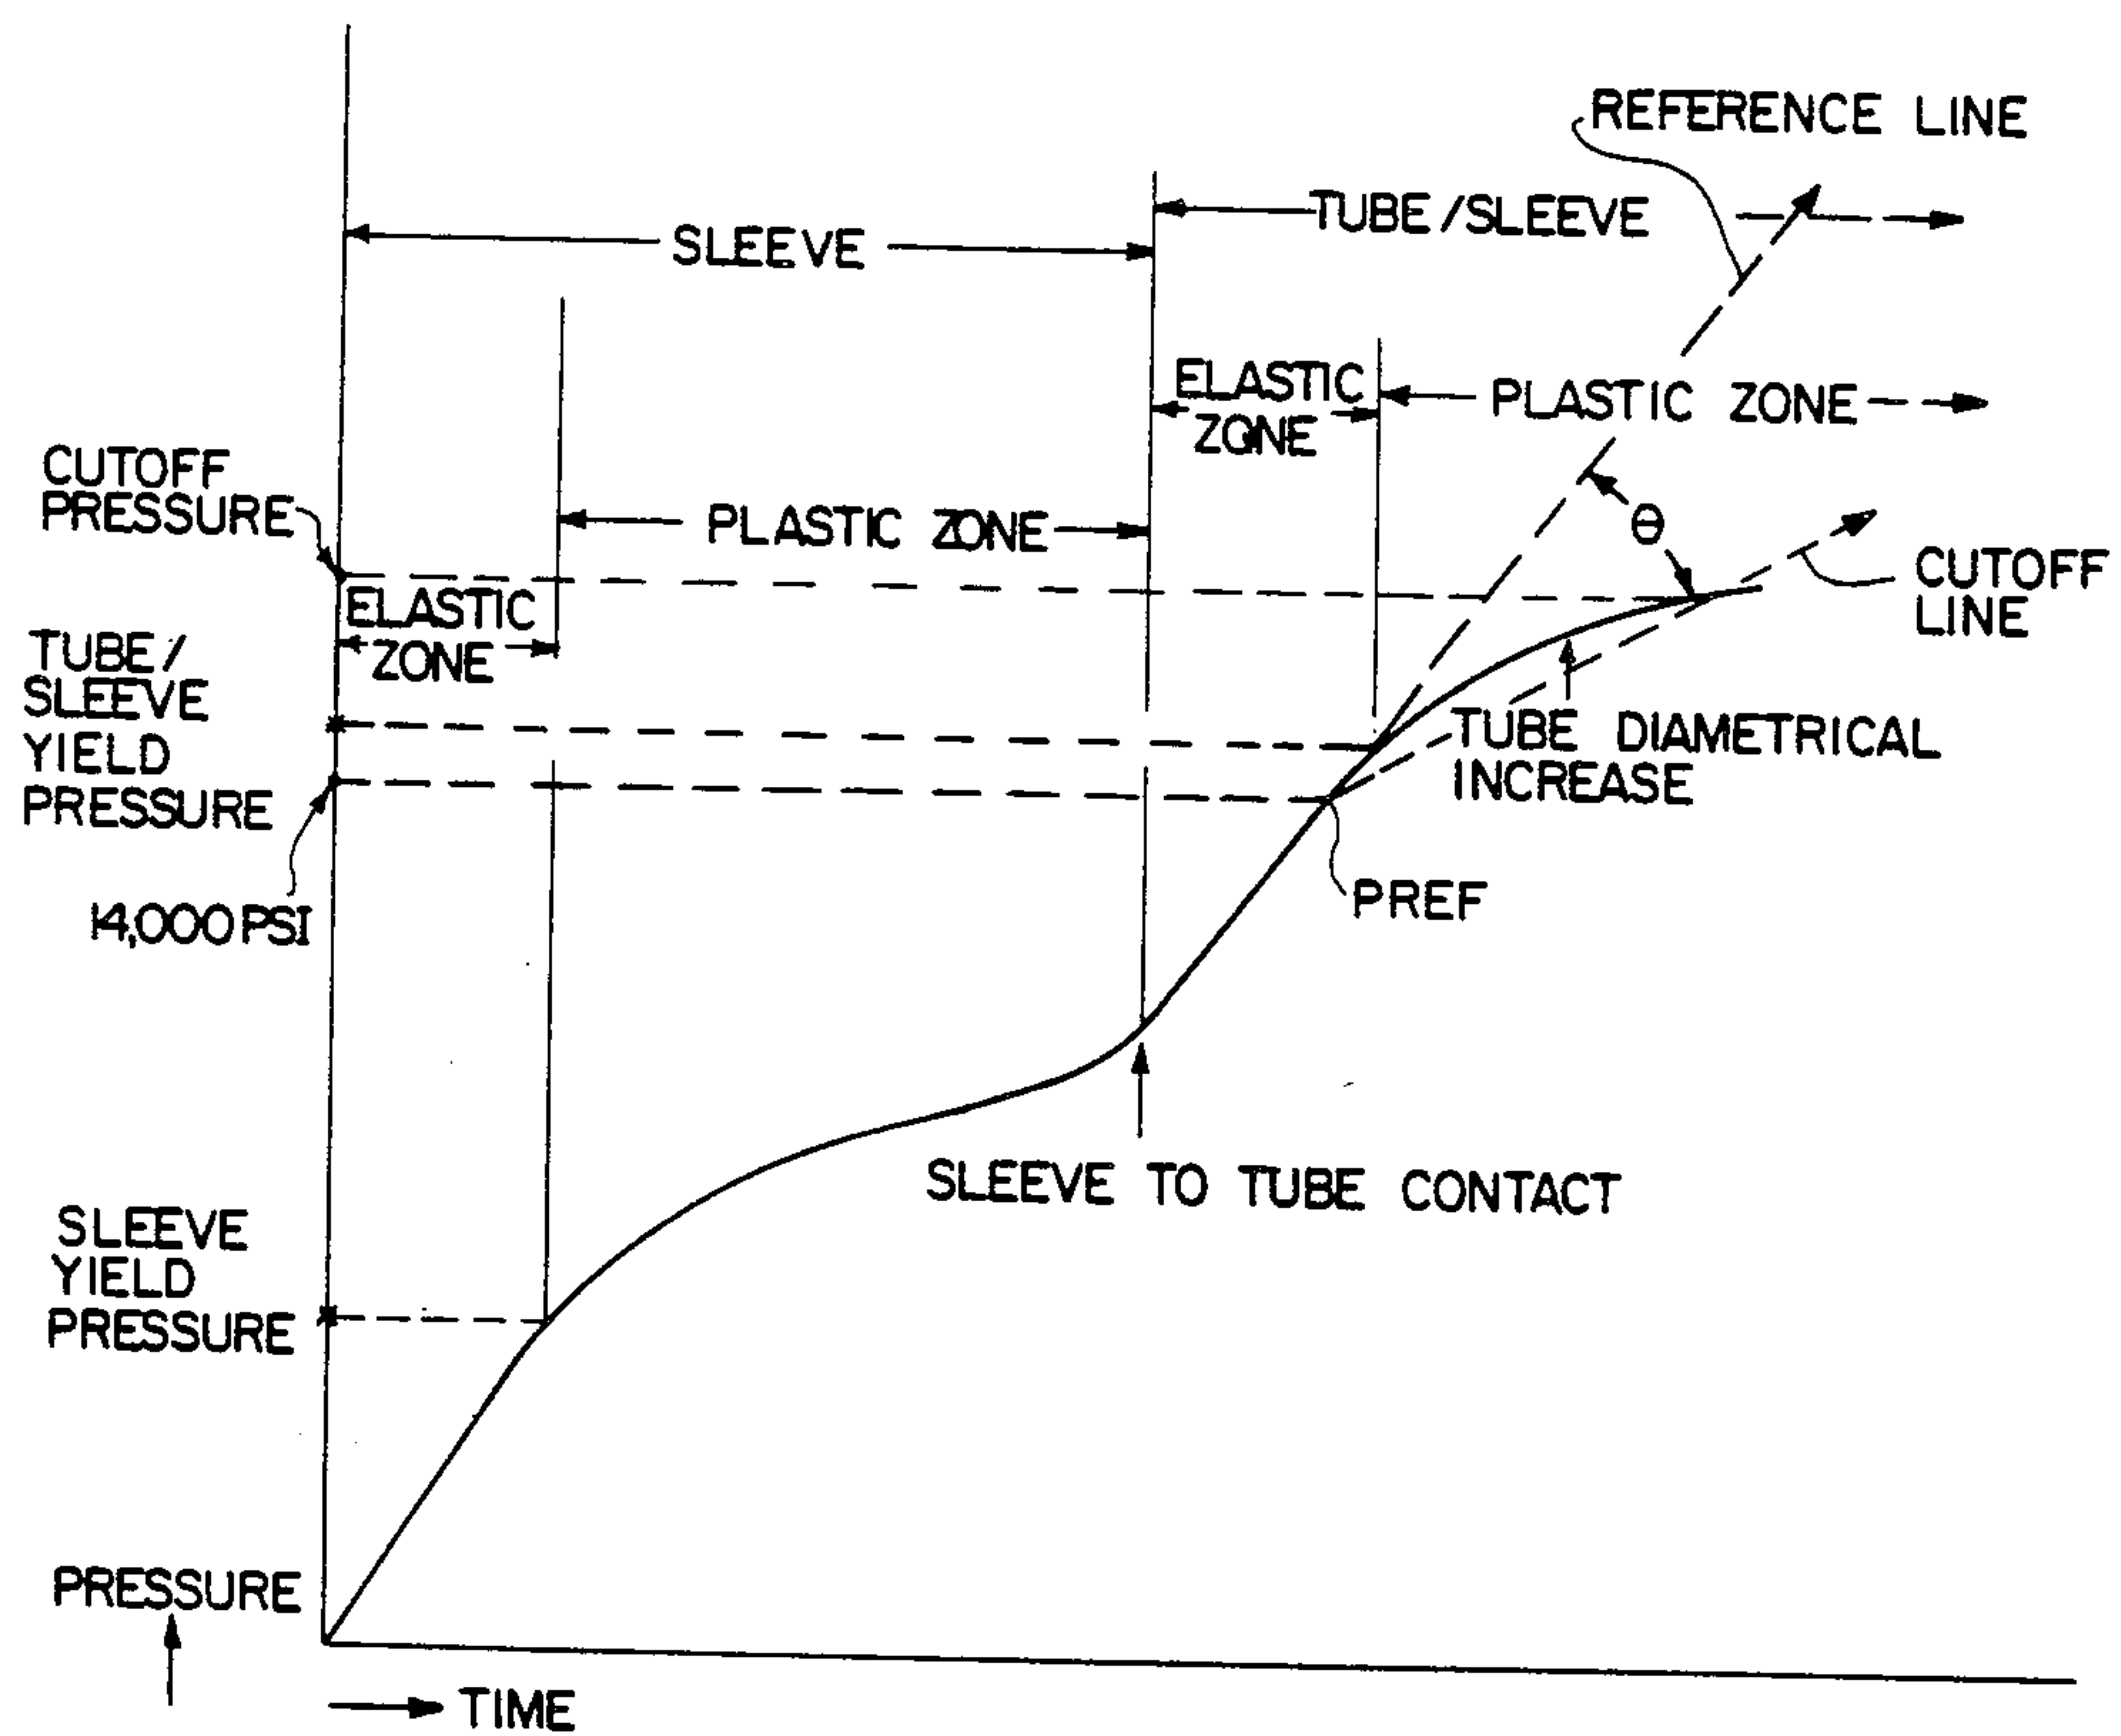 REFERENCE LINE
TUBE/SLEEVE
SLEEVE
ELASTIC
ZONE
PLASTIC ZONE
CUTOFF
PRESSURE
PLASTIC ZONE
θ
CUTOFF
LINE
ELASTIC
ZONE
TUBE/
SLEEVE
YIELD
PRESSURE
TUBE DIAMETRICAL
INCREASE
14,000 PSI
PREF
SLEEVE TO TUBE CONTACT
SLEEVE
YIELD
PRESSURE
PRESSURE
TIME